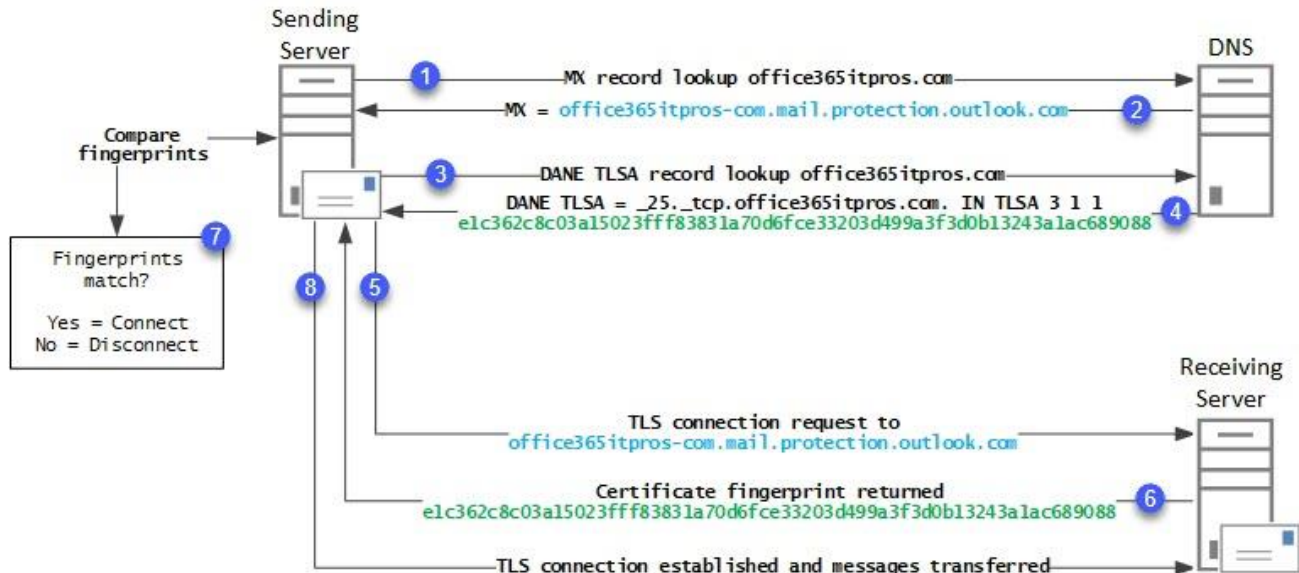 Sending
Server
DNS
1
MX record lookup office365itpros.com
MX = office365itpros-com.mail.protection.outlook.com
2
Compare
fingerprints
3
DANE TLSA record lookup office365itpros.com
DANE TLSA = _25._tcp.office365itpros.com. IN TLSA 3 1 1
e1c362c8c03a15023fff83831a70d6fce33203d499a3f3d0b13243a1ac689088
4
7
Fingerprints
match?
Yes = Connect
No = Disconnect
8
5
Receiving
Server
TLS connection request to
office365itpros-com.mail.protection.outlook.com
Certificate fingerprint returned
e1c362c8c03a15023fff83831a70d6fce33203d499a3f3d0b13243a1ac689088
6
TLS connection established and messages transferred